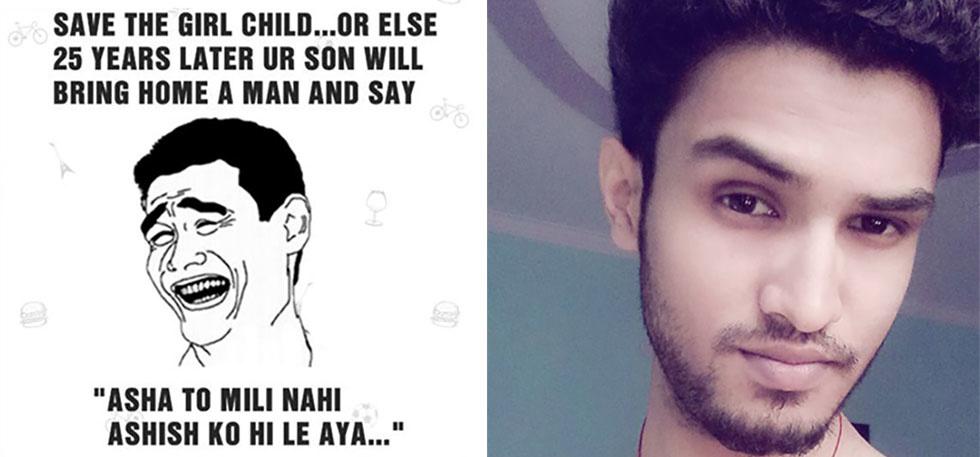 SAVE THE GIRL CHILD...OR ELSE
25 YEARS LATER UR SON WILL
BRING HOME A MAN AND SAY
"ASHA TO MILI NAHI
ASHISH KO HI LE AYA..."